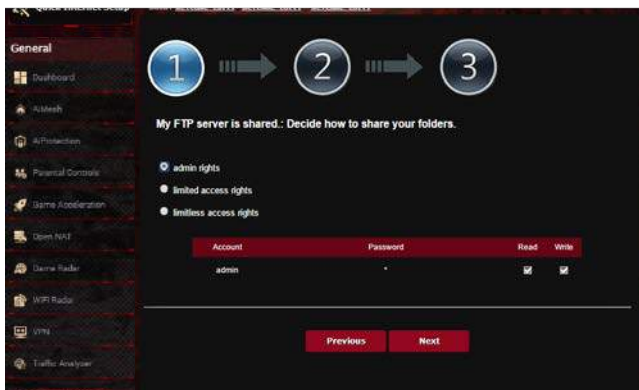 Quick Internet Setup
General
1
2
3
Dashboard
AiMesh
My FTP server is shared.: Decide how to share your folders.
AiProtection
admin rights
Parental Controls
limited access rights
Game Acceleration
limitless access rights
Open NAT
Account Password Read Write
Game Radar
admin *
WiFi Radar
VPN
Previous Next
Traffic Analyzer